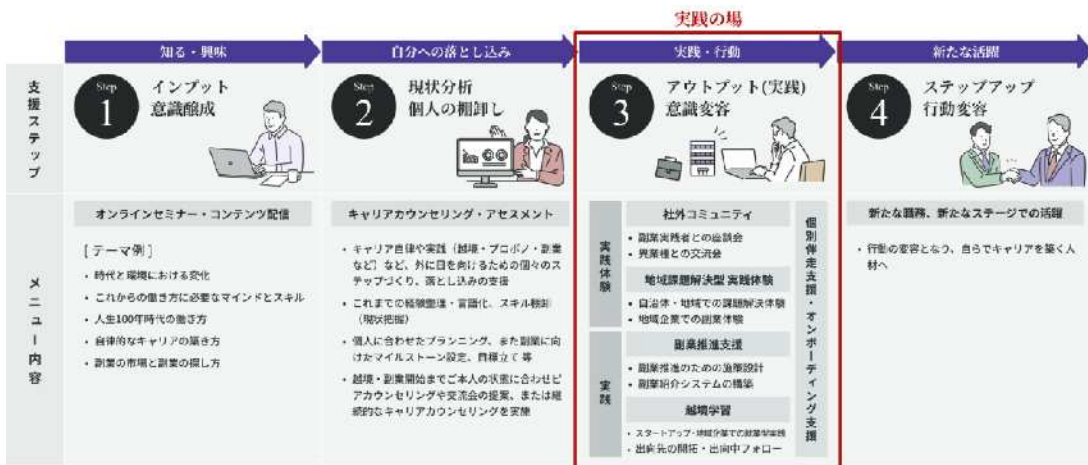 実践の場
知る・興味
自分への落とし込み
実践・行動
新たな活躍
支援ステップ
Step
1
インプット
意識醸成
Step
2
現状分析
個人の棚卸し
Step
3
アウトプット(実践)
意識変容
Step
4
ステップアップ
行動変容
メニュー内容
オンラインセミナー・コンテンツ配信
[テーマ例]
・時代と環境における変化
・これからの働き方に必要なマインドとスキル
・人生100年時代の働き方
・自律的なキャリアの築き方
・副業の市場と副業の探し方
キャリアカウンセリング・アセスメント
・キャリア自律や実践（越境・プロボノ・副業
など）など、外に目を向けるための個々のス
テップづくり、落とし込みの支援
・これまでの経験整理・言語化、スキル棚卸
（現状把握）
・個人に合わせたプランニング、また副業に向
けたマイルストーン設定、目標立て 等
・越境・副業開始までご本人の状態に合わせピ
アカウンセリングや交流会の提案、または継
続的なキャリアカウンセリングを実施
実践体験
社外コミュニティ
・副業実践者との座談会
・異業種との交流会
地域課題解決型 実践体験
・自治体・地域での課題解決体験
・地域企業での副業体験
実践
副業推進支援
・副業推進のための施策設計
・副業紹介システムの構築
越境学習
・スタートアップ・地域企業での
・出向先の開拓・出向中フォロー
個別伴走支援・オンボーディング支援
新たな職務、新たなステージでの活躍
・行動の変容となり、自らでキャリアを築く人
材へ